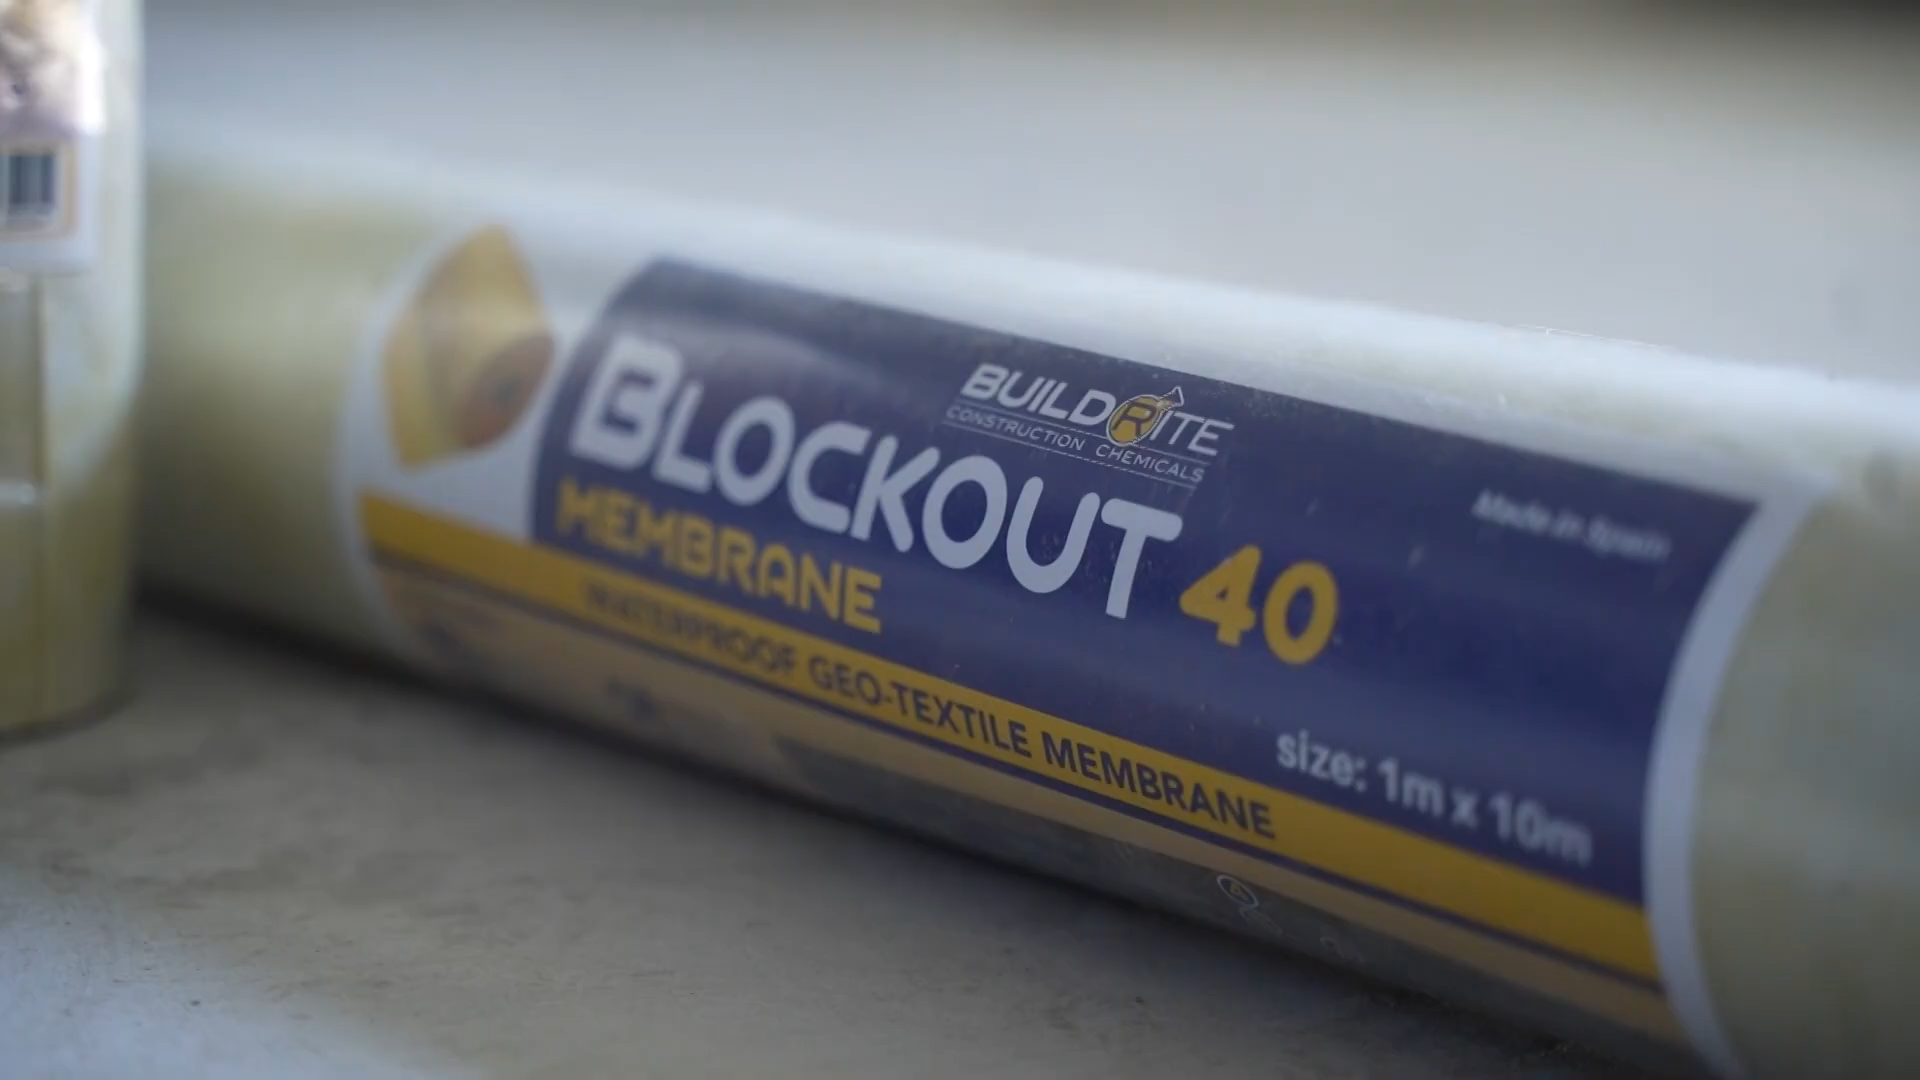 BUILDRITE
CONSTRUCTION CHEMICALS
BLOCKOUT 40
MEMBRANE
Made in Spain
WATERPROOF GEO-TEXTILE MEMBRANE
size: 1m x 10m